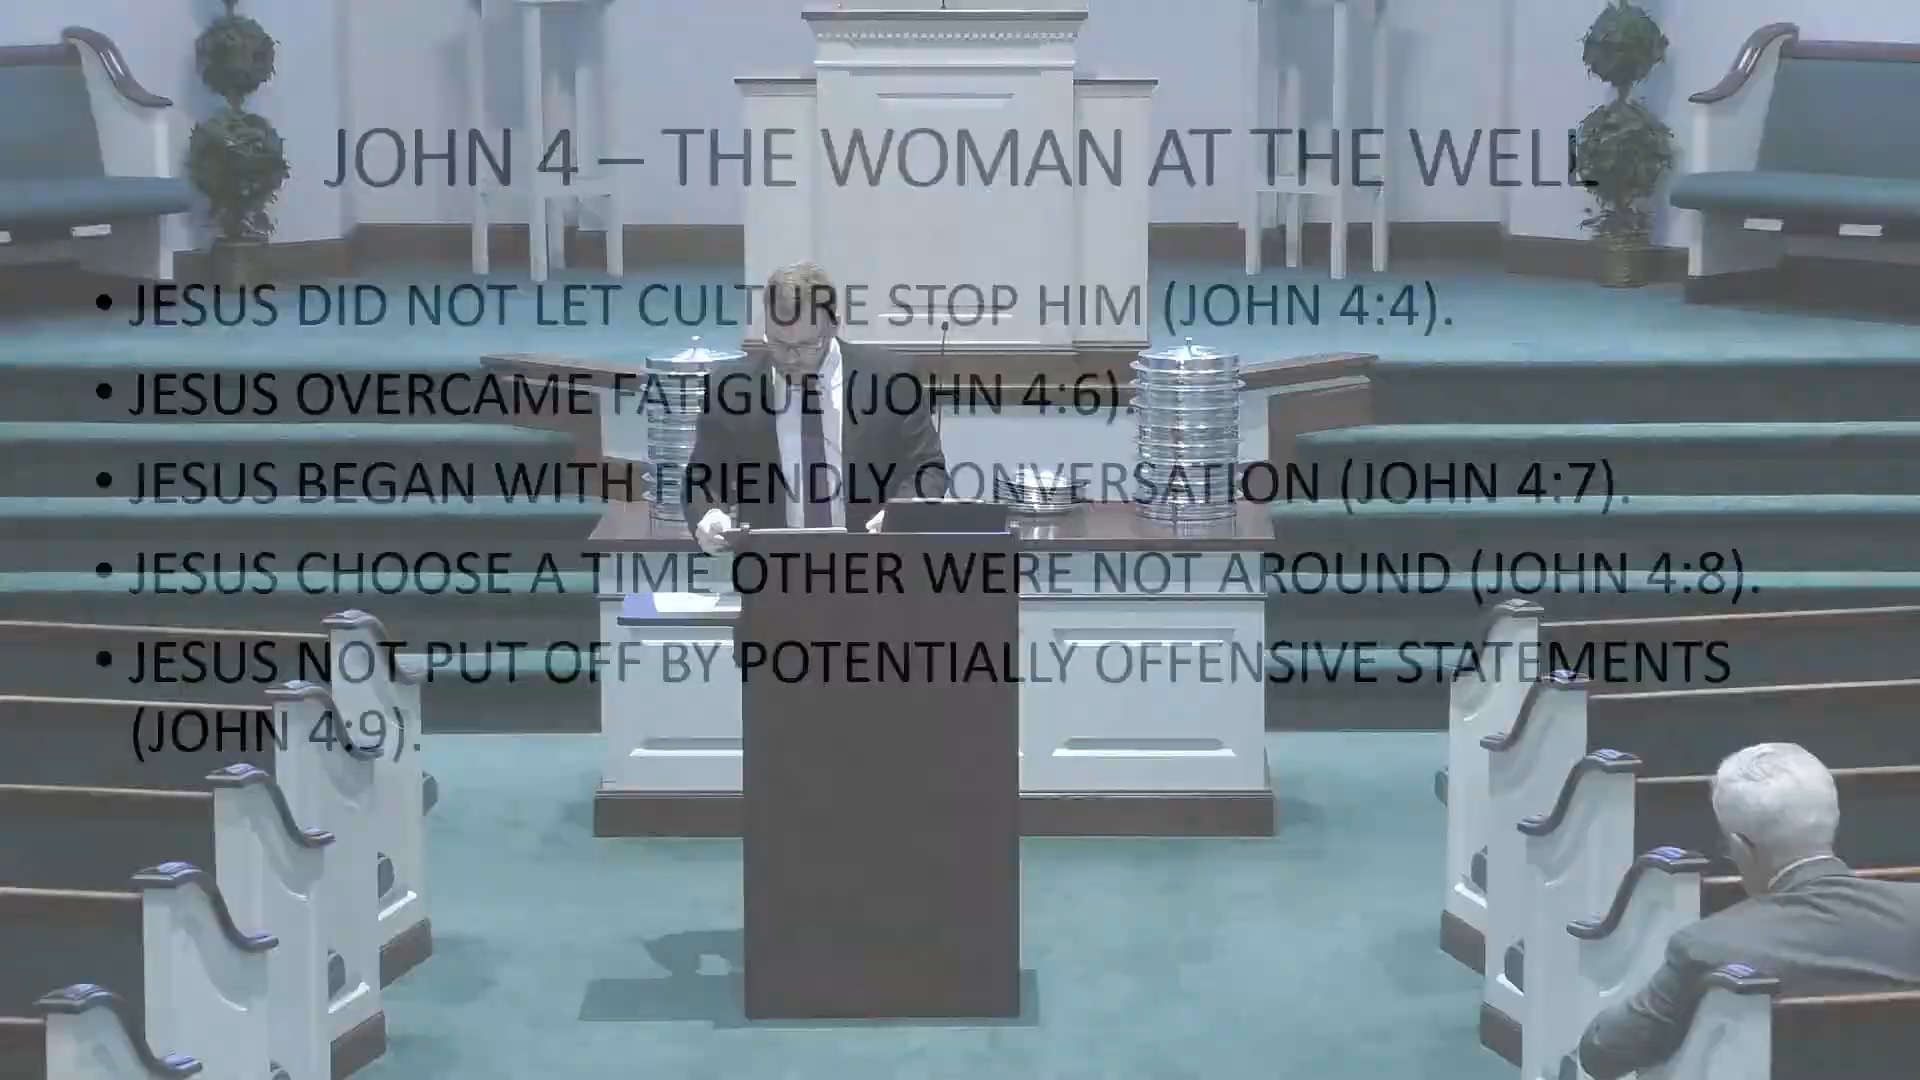 JOHN 4 – THE WOMAN AT THE WELL
• JESUS DID NOT LET CULTURE STOP HIM (JOHN 4:4).
• JESUS OVERCAME FATIGUE (JOHN 4:6).
• JESUS BEGAN WITH FRIENDLY CONVERSATION (JOHN 4:7).
• JESUS CHOOSE A TIME OTHER WERE NOT AROUND (JOHN 4:8).
• JESUS NOT PUT OFF BY POTENTIALLY OFFENSIVE STATEMENTS
(JOHN 4:9).